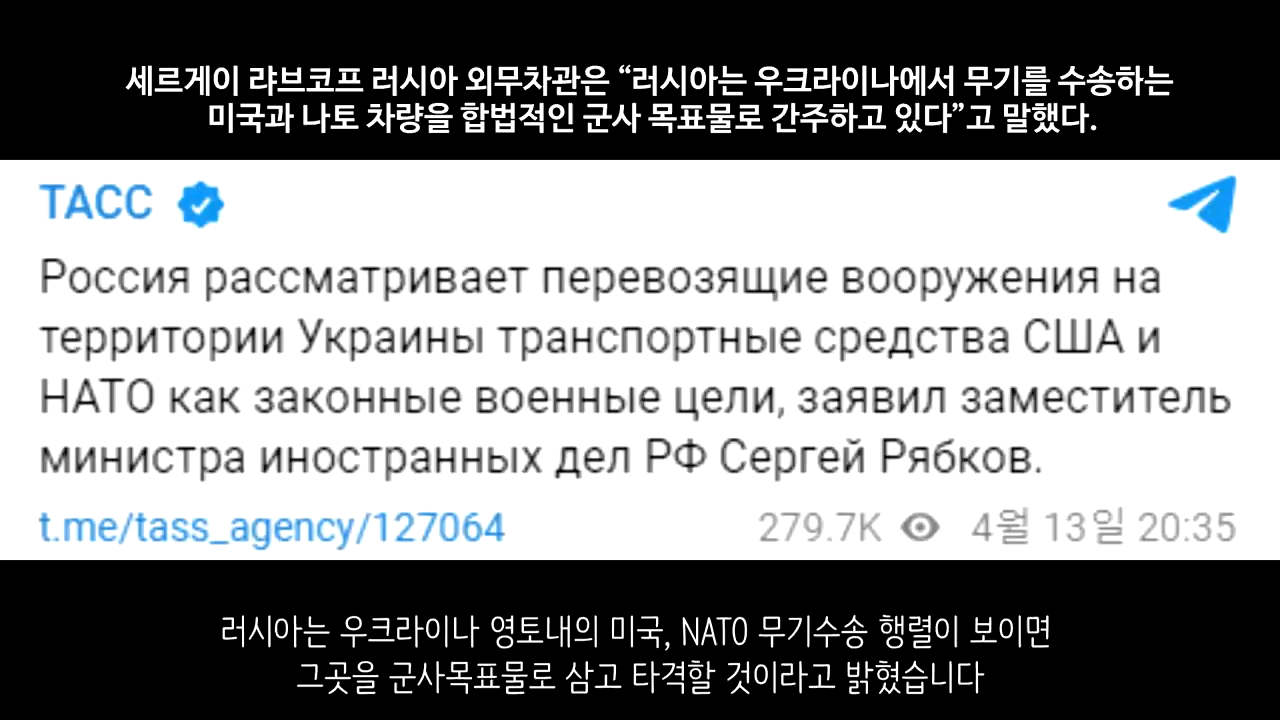 세르게이 랴브코프 러시아 외무차관은 “러시아는 우크라이나에서 무기를 수송하는
미국과 나토 차량을 합법적인 군사 목표물로 간주하고 있다”고 말했다.
ТАСС
Россия рассматривает перевозящие вооружения на
территории Украины транспортные средства США и
НАТО как законные военные цели, заявил заместитель
министра иностранных дел РФ Сергей Рябков.
t.me/tass_agency/127064 279.7K 4월 13일 20:35
러시아는 우크라이나 영토내의 미국, NATO 무기수송 행렬이 보이면
그곳을 군사목표물로 삼고 타격할 것이라고 밝혔습니다